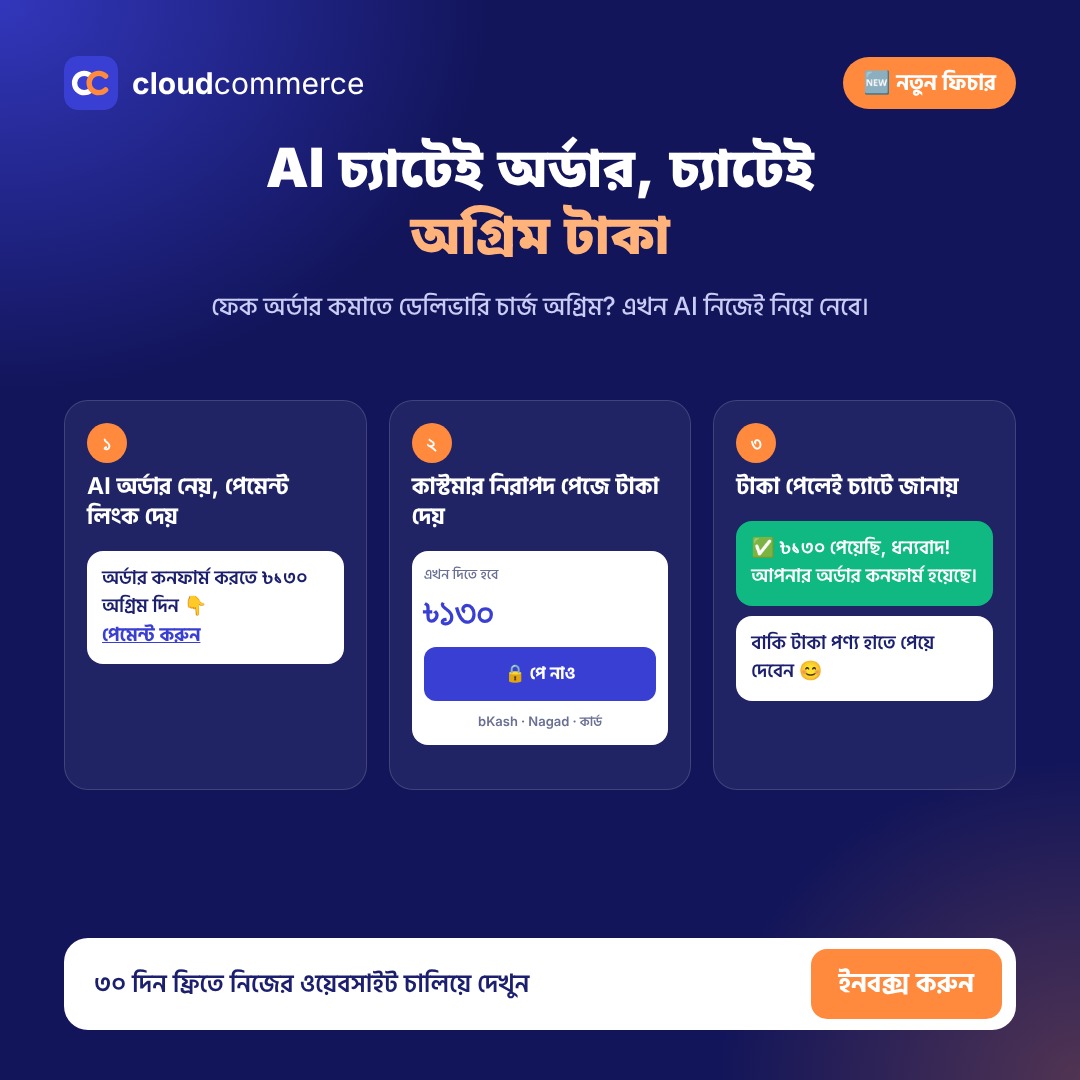 cloudcommerce
🆕 নতুন ফিচার
AI চ্যাটেই অর্ডার, চ্যাটেই
অগ্রিম টাকা
ফেক অর্ডার কমাতে ডেলিভারি চার্জ অগ্রিম? এখন AI নিজেই নিয়ে নেবে।
১
AI অর্ডার নেয়, পেমেন্ট
লিংক দেয়
অর্ডার কনফার্ম করতে ৳১৩০
অগ্রিম দিন 👇
পেমেন্ট করুন
২
কাস্টমার নিরাপদ পেজে টাকা
দেয়
এখন দিতে হবে
৳১৩০
🔒 পে নাও
bKash · Nagad · কার্ড
৩
টাকা পেলেই চ্যাটে জানায়
✅ ৳১৩০ পেয়েছি, ধন্যবাদ!
আপনার অর্ডার কনফার্ম হয়েছে।
বাকি টাকা পণ্য হাতে পেয়ে
দেবেন 😊
৩০ দিন ফ্রিতে নিজের ওয়েবসাইট চালিয়ে দেখুন
ইনবক্স করুন